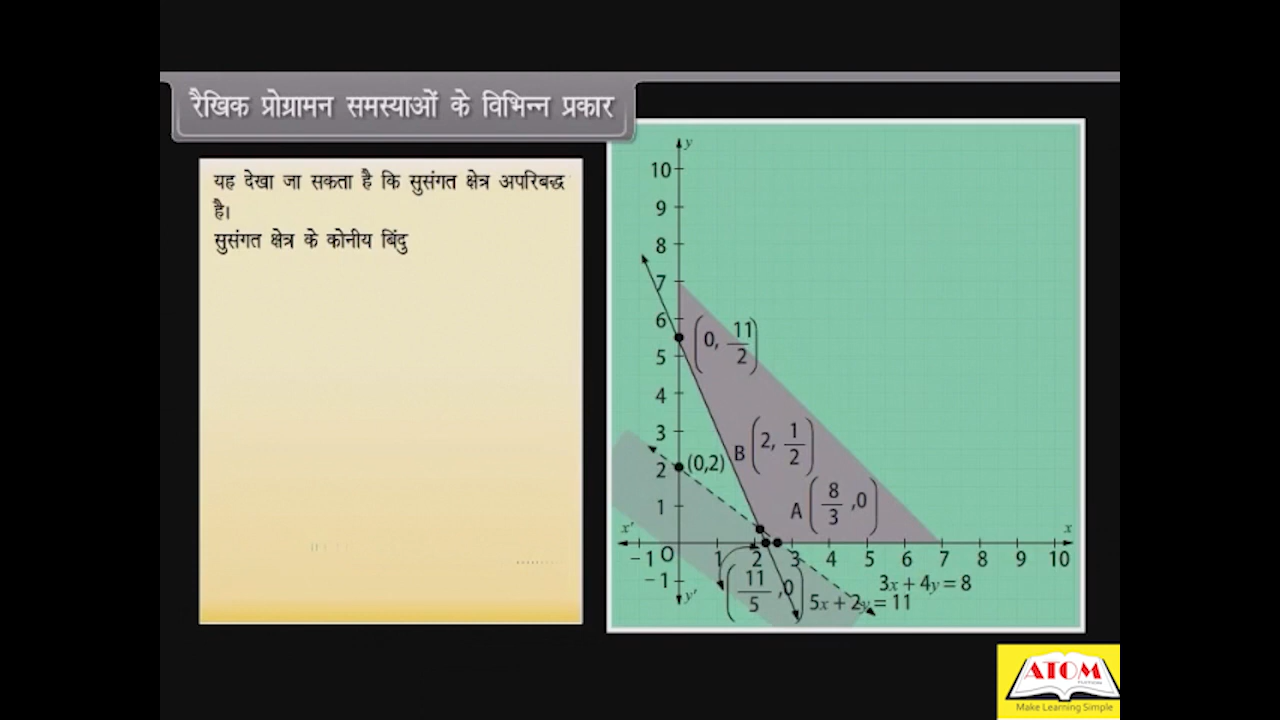 रैखिक प्रोग्रामन समस्याओं के विभिन्न प्रकार
यह देखा जा सकता है कि सुसंगत क्षेत्र अपरिबद्ध
है।
सुसंगत क्षेत्र के कोनीय बिंदु
y
10
9
8
7
6
5
4
3
2
1
(0, 11/2)
B (2, 1/2)
(0,2)
A (8/3 ,0)
x'
x
−1 O 1 2 3 4 5 6 7 8 9 10
−1
y'
(11/5 ,0)
3x + 4y = 8
5x + 2y = 11
ATOM
Make Learning Simple